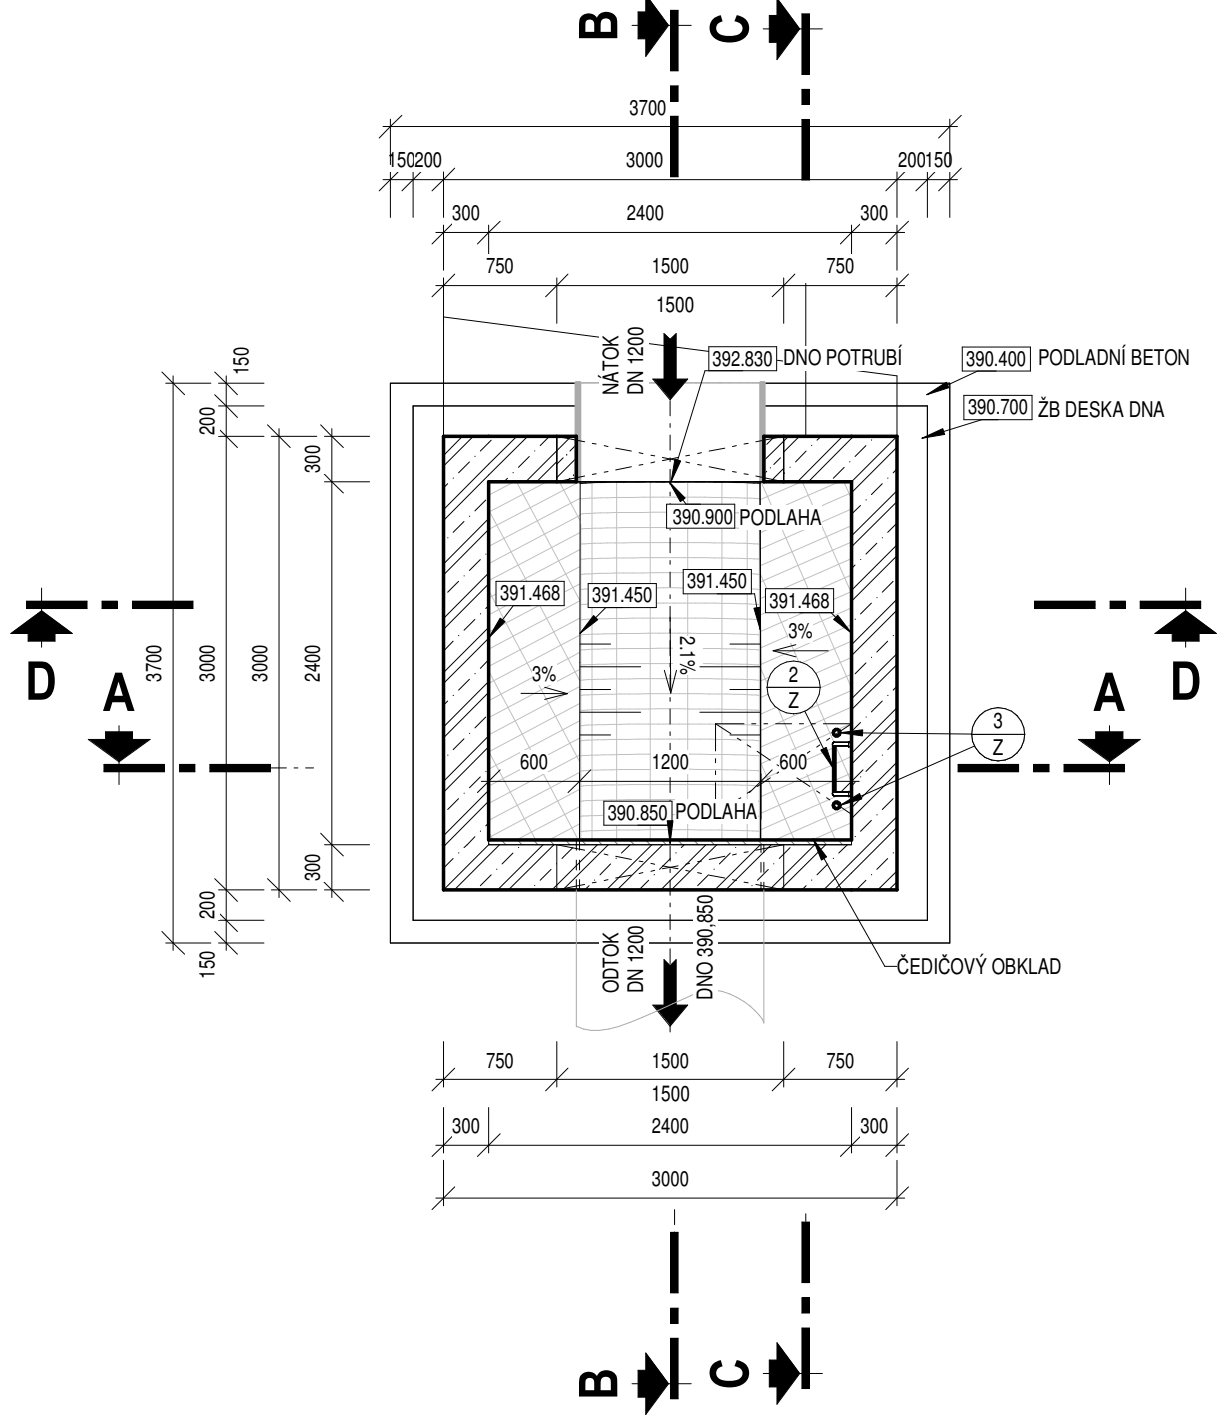 B
C
3700
150
200
3000
200
150
300
2400
300
750
1500
750
1500
NÁTOK
DN 1200
392.830 DNO POTRUBÍ
390.400 PODLADNÍ BETON
390.700 ŽB DESKA DNA
150
200
300
390.900 PODLAHA
391.468
391.450
391.450
391.468
3%
2.1%
3%
D
A
3700
3000
3000
2400
2
Z
3
Z
A
D
600
1200
600
390.850 PODLAHA
300
200
150
ODTOK
DN 1200
DNO 390,850
ČEDIČOVÝ OBKLAD
750
1500
750
1500
300
2400
300
3000
B
C